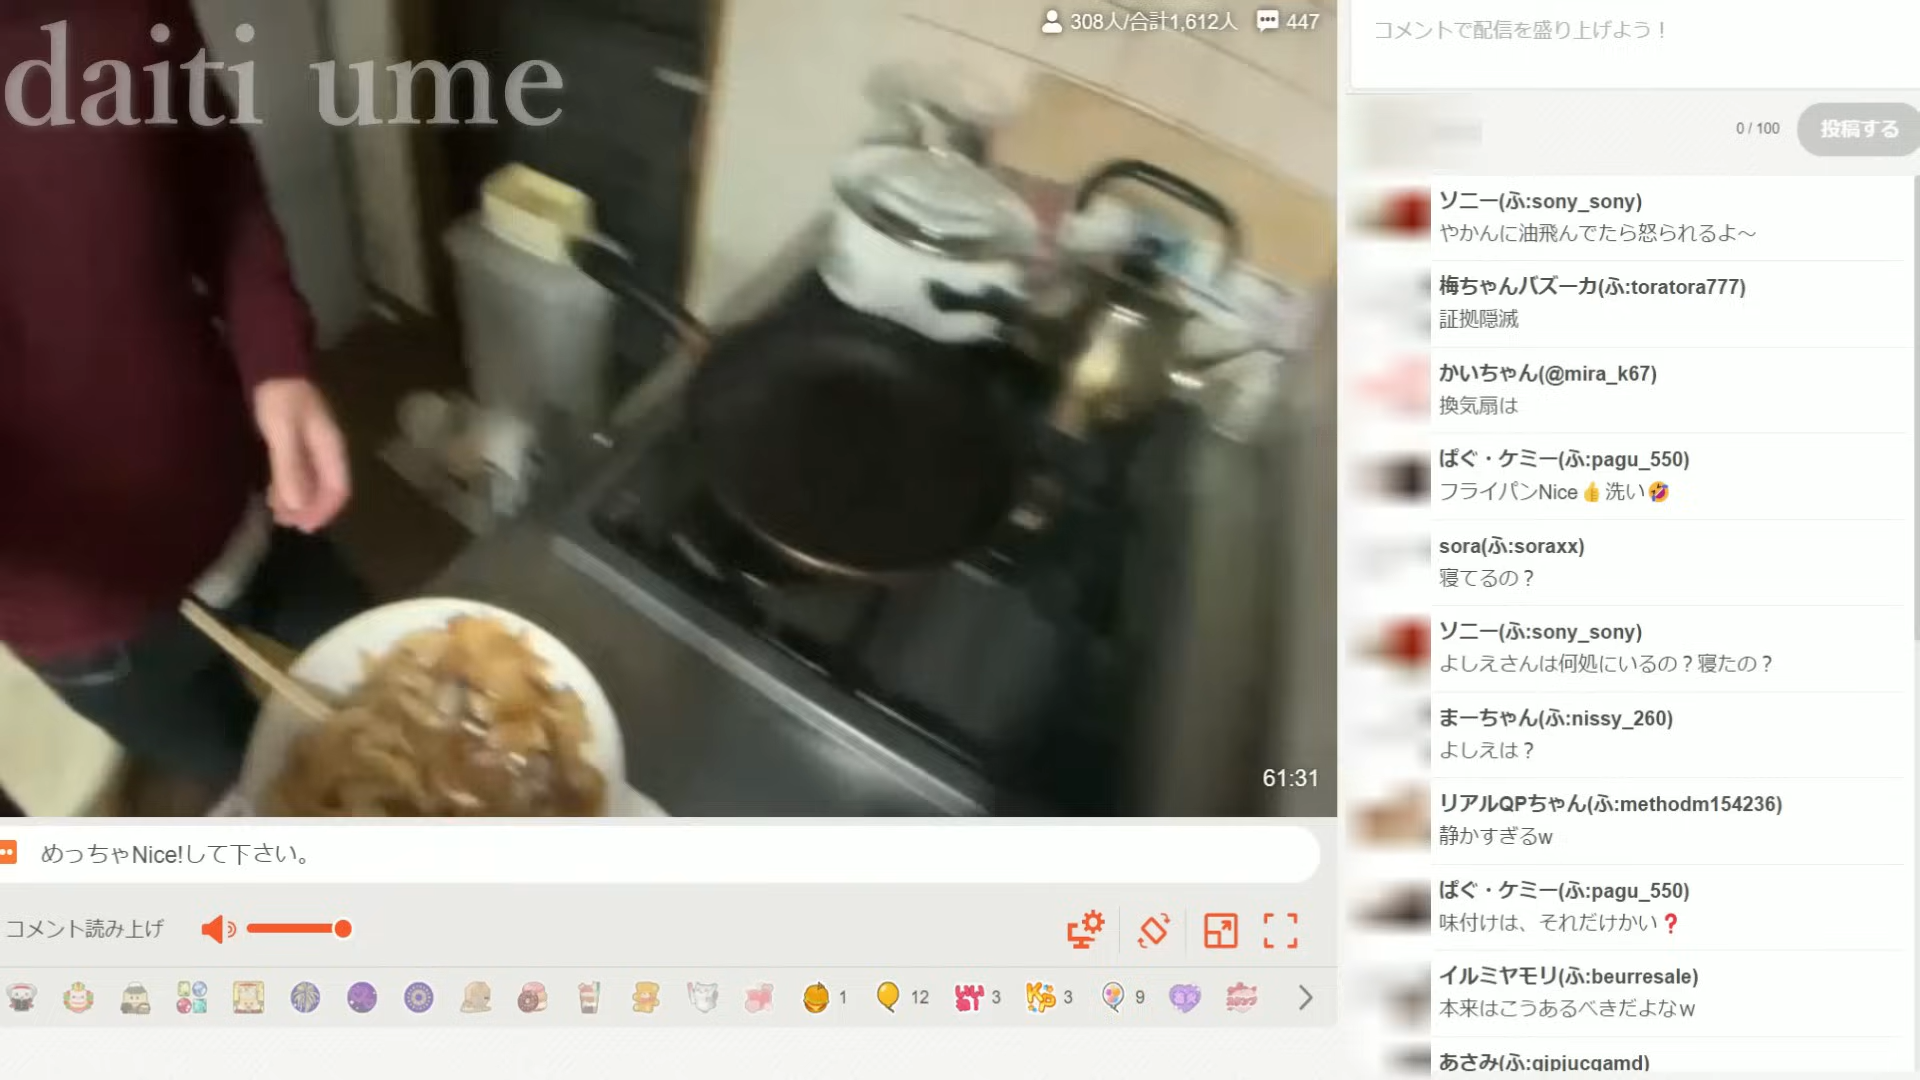 daiti ume
308人/合計1,612人 447
61:31
めっちゃNice!して下さい。
コメント読み上げ
1 12 3 3 9
コメントで配信を盛り上げよう！
0 / 100 投稿する
ソニー(ふ:sony_sony)
やかんに油飛んでたら怒られるよ～
梅ちゃんバズーカ(ふ:toratora777)
証拠隠滅
かいちゃん(@mira_k67)
換気扇は
ぱぐ・ケミー(ふ:pagu_550)
フライパンNice👍洗い🤣
sora(ふ:soraxx)
寝てるの？
ソニー(ふ:sony_sony)
よしえさんは何処にいるの？寝たの？
まーちゃん(ふ:nissy_260)
よしえは？
リアルQPちゃん(ふ:methodm154236)
静かすぎるw
ぱぐ・ケミー(ふ:pagu_550)
味付けは、それだけかい❓
イルミヤモリ(ふ:beurresale)
本来はこうあるべきだよなｗ
あさみ(ふ:gipjucgamd)